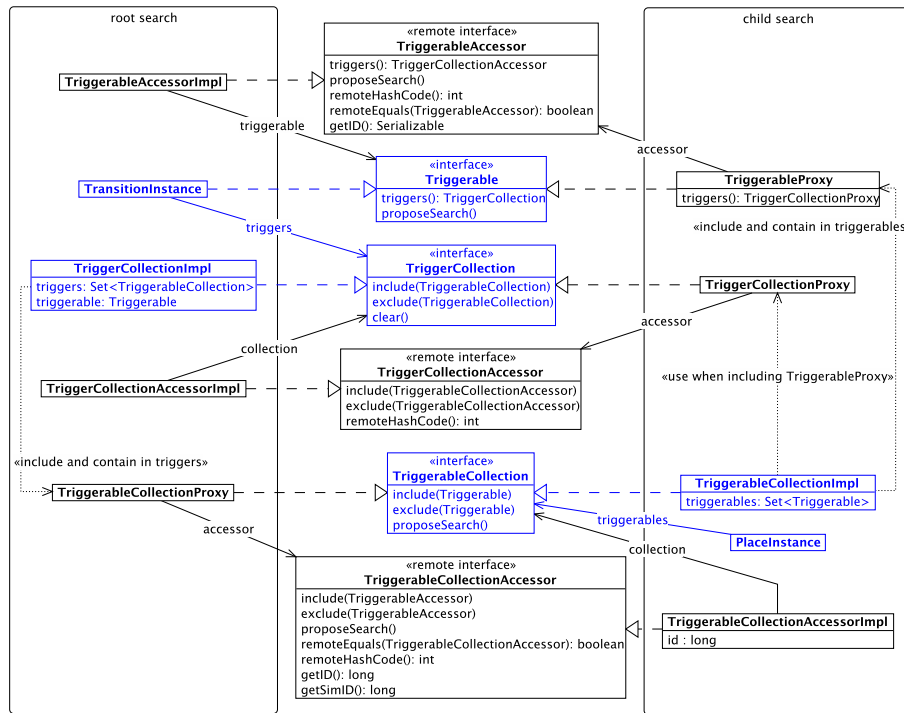 root search
child search
«remote interface»
TriggerableAccessor
triggers(): TriggerCollectionAccessor
proposeSearch()
remoteHashCode(): int
remoteEquals(TriggerableAccessor): boolean
getID(): Serializable
TriggerableAccessorImpl
triggerable
accessor
«interface»
Triggerable
triggers(): TriggerCollection
proposeSearch()
TransitionInstance
TriggerableProxy
triggers(): TriggerCollectionProxy
triggers
«include and contain in triggerables»
«interface»
TriggerCollection
include(TriggerableCollection)
exclude(TriggerableCollection)
clear()
TriggerCollectionImpl
triggers: Set<TriggerableCollection>
triggerable: Triggerable
TriggerCollectionProxy
accessor
collection
«remote interface»
TriggerCollectionAccessor
include(TriggerableCollectionAccessor)
exclude(TriggerableCollectionAccessor)
remoteHashCode(): int
TriggerCollectionAccessorImpl
«use when including TriggerableProxy»
«include and contain in triggers»
«interface»
TriggerableCollection
include(Triggerable)
exclude(Triggerable)
proposeSearch()
TriggerableCollectionProxy
TriggerableCollectionImpl
triggerables: Set<Triggerable>
triggerables
PlaceInstance
accessor
collection
«remote interface»
TriggerableCollectionAccessor
include(TriggerableAccessor)
exclude(TriggerableAccessor)
proposeSearch()
remoteEquals(TriggerableCollectionAccessor): boolean
remoteHashCode(): int
getID(): long
getSimID(): long
TriggerableCollectionAccessorImpl
id : long